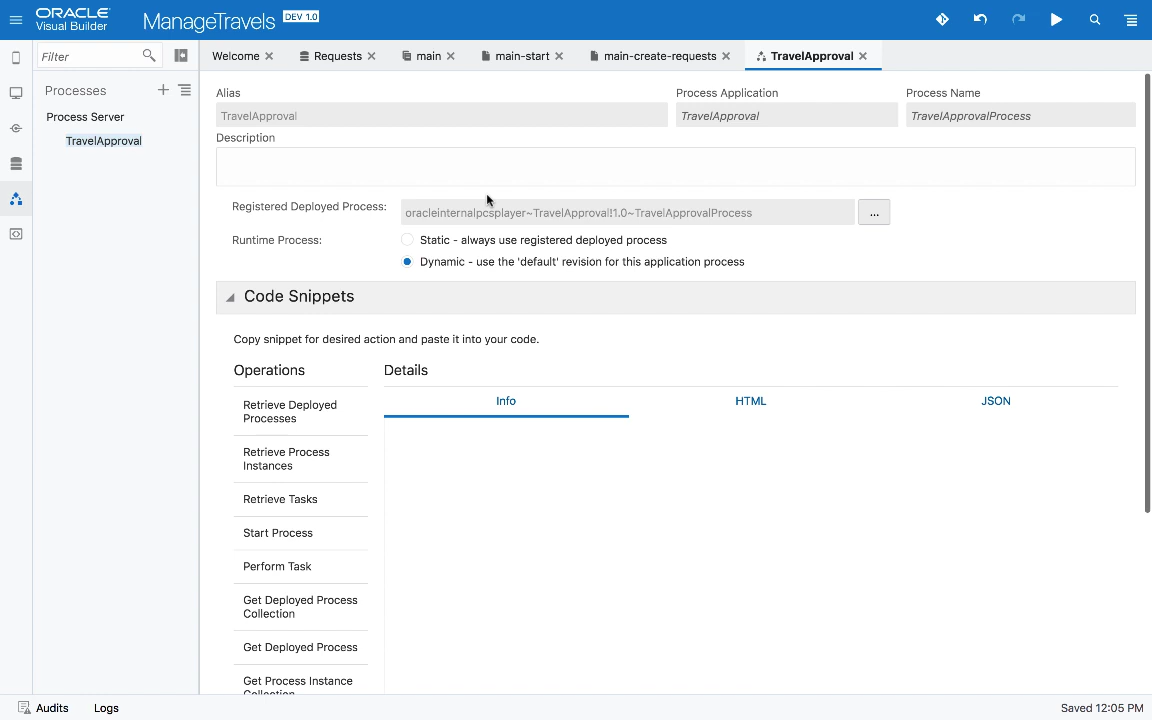 ORACLE
Visual Builder
ManageTravels DEV 1.0
Filter
Processes
Process Server
TravelApproval
Welcome
Requests
main
main-start
main-create-requests
TravelApproval
Alias
Process Application
Process Name
TravelApproval
TravelApproval
TravelApprovalProcess
Description
Registered Deployed Process:
oracleinternalpcsplayer~TravelApproval!1.0~TravelApprovalProcess
...
Runtime Process:
Static - always use registered deployed process
Dynamic - use the 'default' revision for this application process
Code Snippets
Copy snippet for desired action and paste it into your code.
Operations
Details
Info
HTML
JSON
Retrieve Deployed
Processes
Retrieve Process
Instances
Retrieve Tasks
Start Process
Perform Task
Get Deployed Process
Collection
Get Deployed Process
Get Process Instance
Collection
Audits
Logs
Saved 12:05 PM